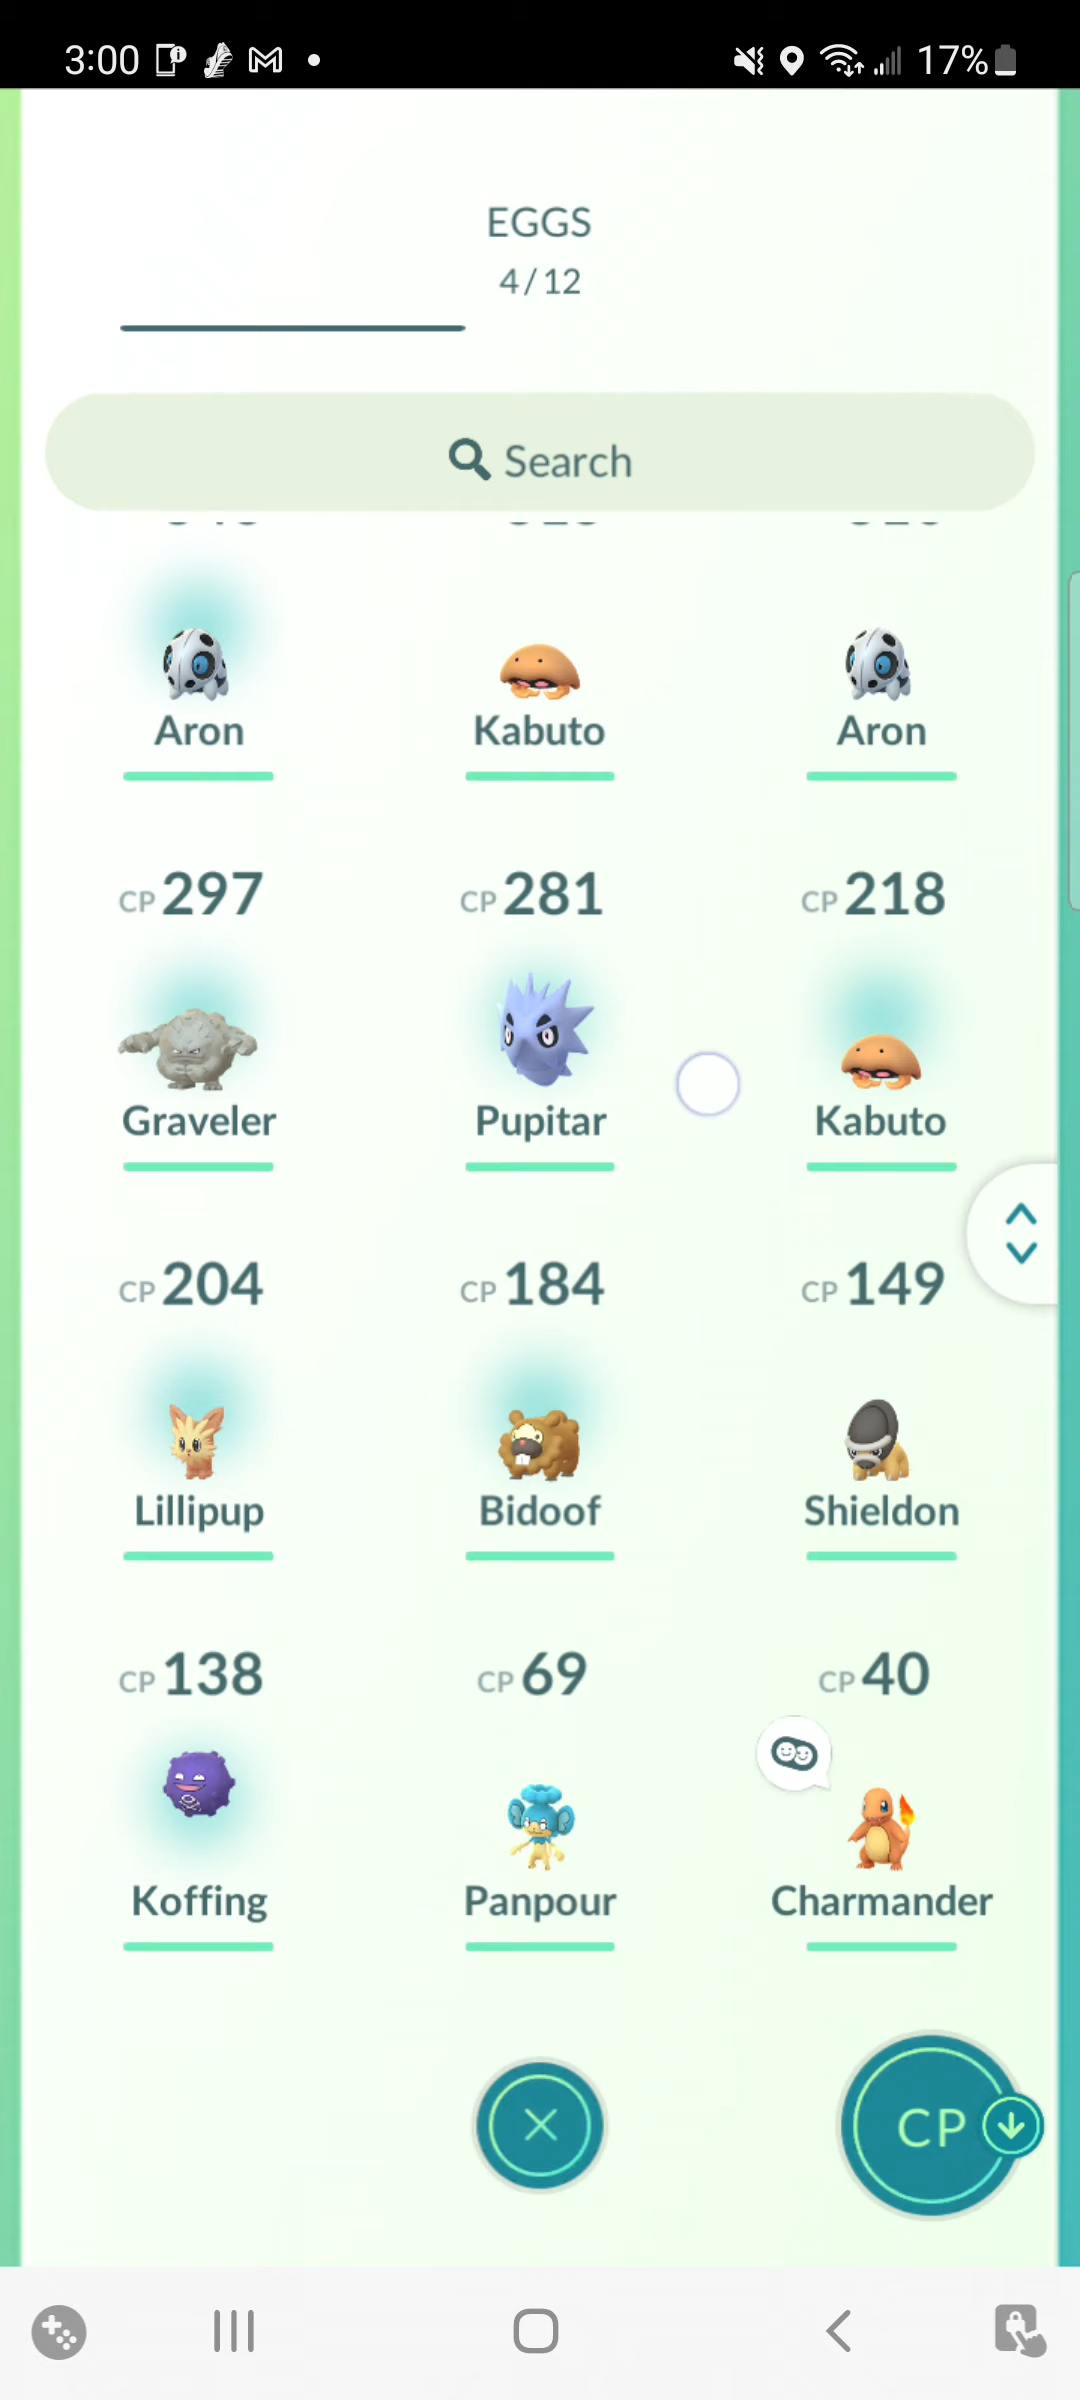 3:00 17%
EGGS
4/12
Search
Aron Kabuto Aron
CP297 CP281 CP218
Graveler Pupitar Kabuto
CP204 CP184 CP149
Lillipup Bidoof Shieldon
CP138 CP69 CP40
Koffing Panpour Charmander
CP